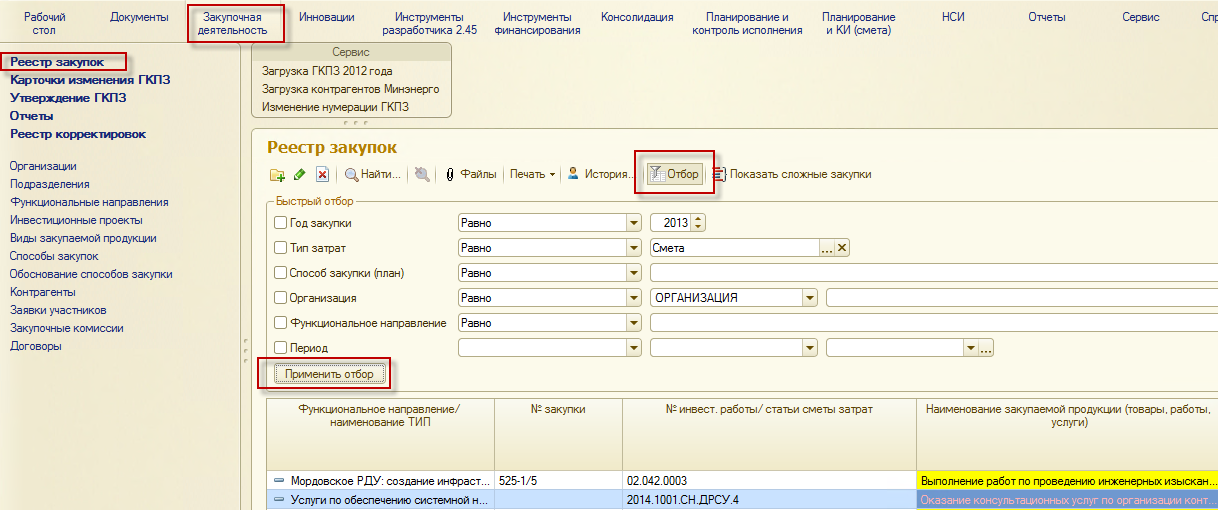 Рабочий стол
Документы
Закупочная деятельность
Инновации
Инструменты разработчика 2.45
Инструменты финансирования
Консолидация
Планирование и контроль исполнения
Планирование и КИ (смета)
НСИ
Отчеты
Сервис
Спр
Реестр закупок
Карточки изменения ГКПЗ
Утверждение ГКПЗ
Отчеты
Реестр корректировок
Организации
Подразделения
Функциональные направления
Инвестиционные проекты
Виды закупаемой продукции
Способы закупок
Обоснование способов закупки
Контрагенты
Заявки участников
Закупочные комиссии
Договоры
Сервис
Загрузка ГКПЗ 2012 года
Загрузка контрагентов Минэнерго
Изменение нумерации ГКПЗ
Реестр закупок
Найти... Файлы Печать История... Отбор Показать сложные закупки
Быстрый отбор
Год закупки Равно 2013
Тип затрат Равно Смета ...
Способ закупки (план) Равно
Организация Равно ОРГАНИЗАЦИЯ
Функциональное направление Равно
Период ...
Применить отбор
Функциональное направление/ наименование ТИП
№ закупки
№ инвест. работы/ статьи сметы затрат
Наименование закупаемой продукции (товары, работы, услуги)
Мордовское РДУ: создание инфраст... 525-1/5 02.042.0003 Выполнение работ по проведению инженерных изыскан...
Услуги по обеспечению системной н... 2014.1001.СН.ДРСУ.4 Оказание консультационных услуг по организации конт...